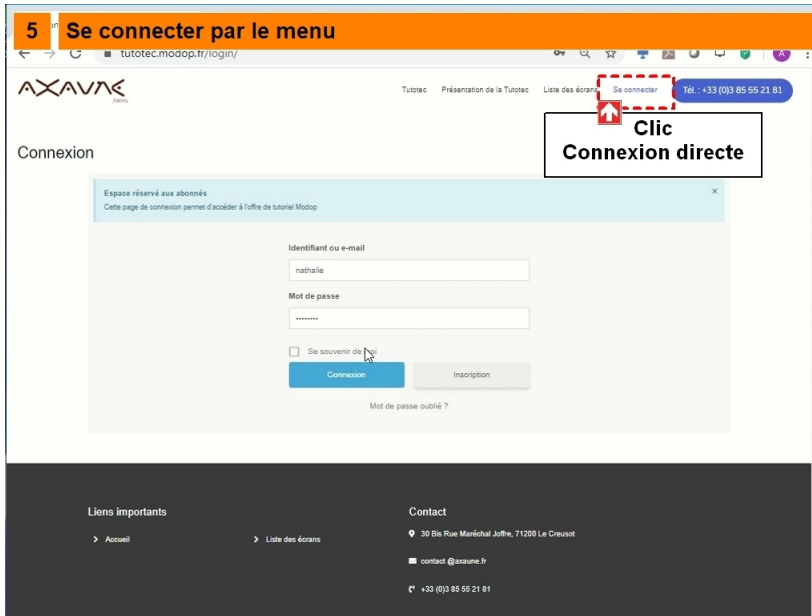 5 Se connecter par le menu
tutotec.modop.fr/login/
AXAUNE
family
Tutotec Présentation de la Tutotec Liste des écrans Se connecter Tél. : +33 (0)3 85 55 21 81
Clic
Connexion directe
Connexion
Espace réservé aux abonnés
Cette page de connexion permet d'accéder à l'offre de tutoriel Modop
Identifiant ou e-mail
nathalie
Mot de passe
••••••••
Se souvenir de moi
Connexion Inscription
Mot de passe oublié ?
Liens importants
Accueil Liste des écrans
Contact
30 Bis Rue Maréchal Joffre, 71200 Le Creusot
contact @axaune.fr
+33 (0)3 85 55 21 81